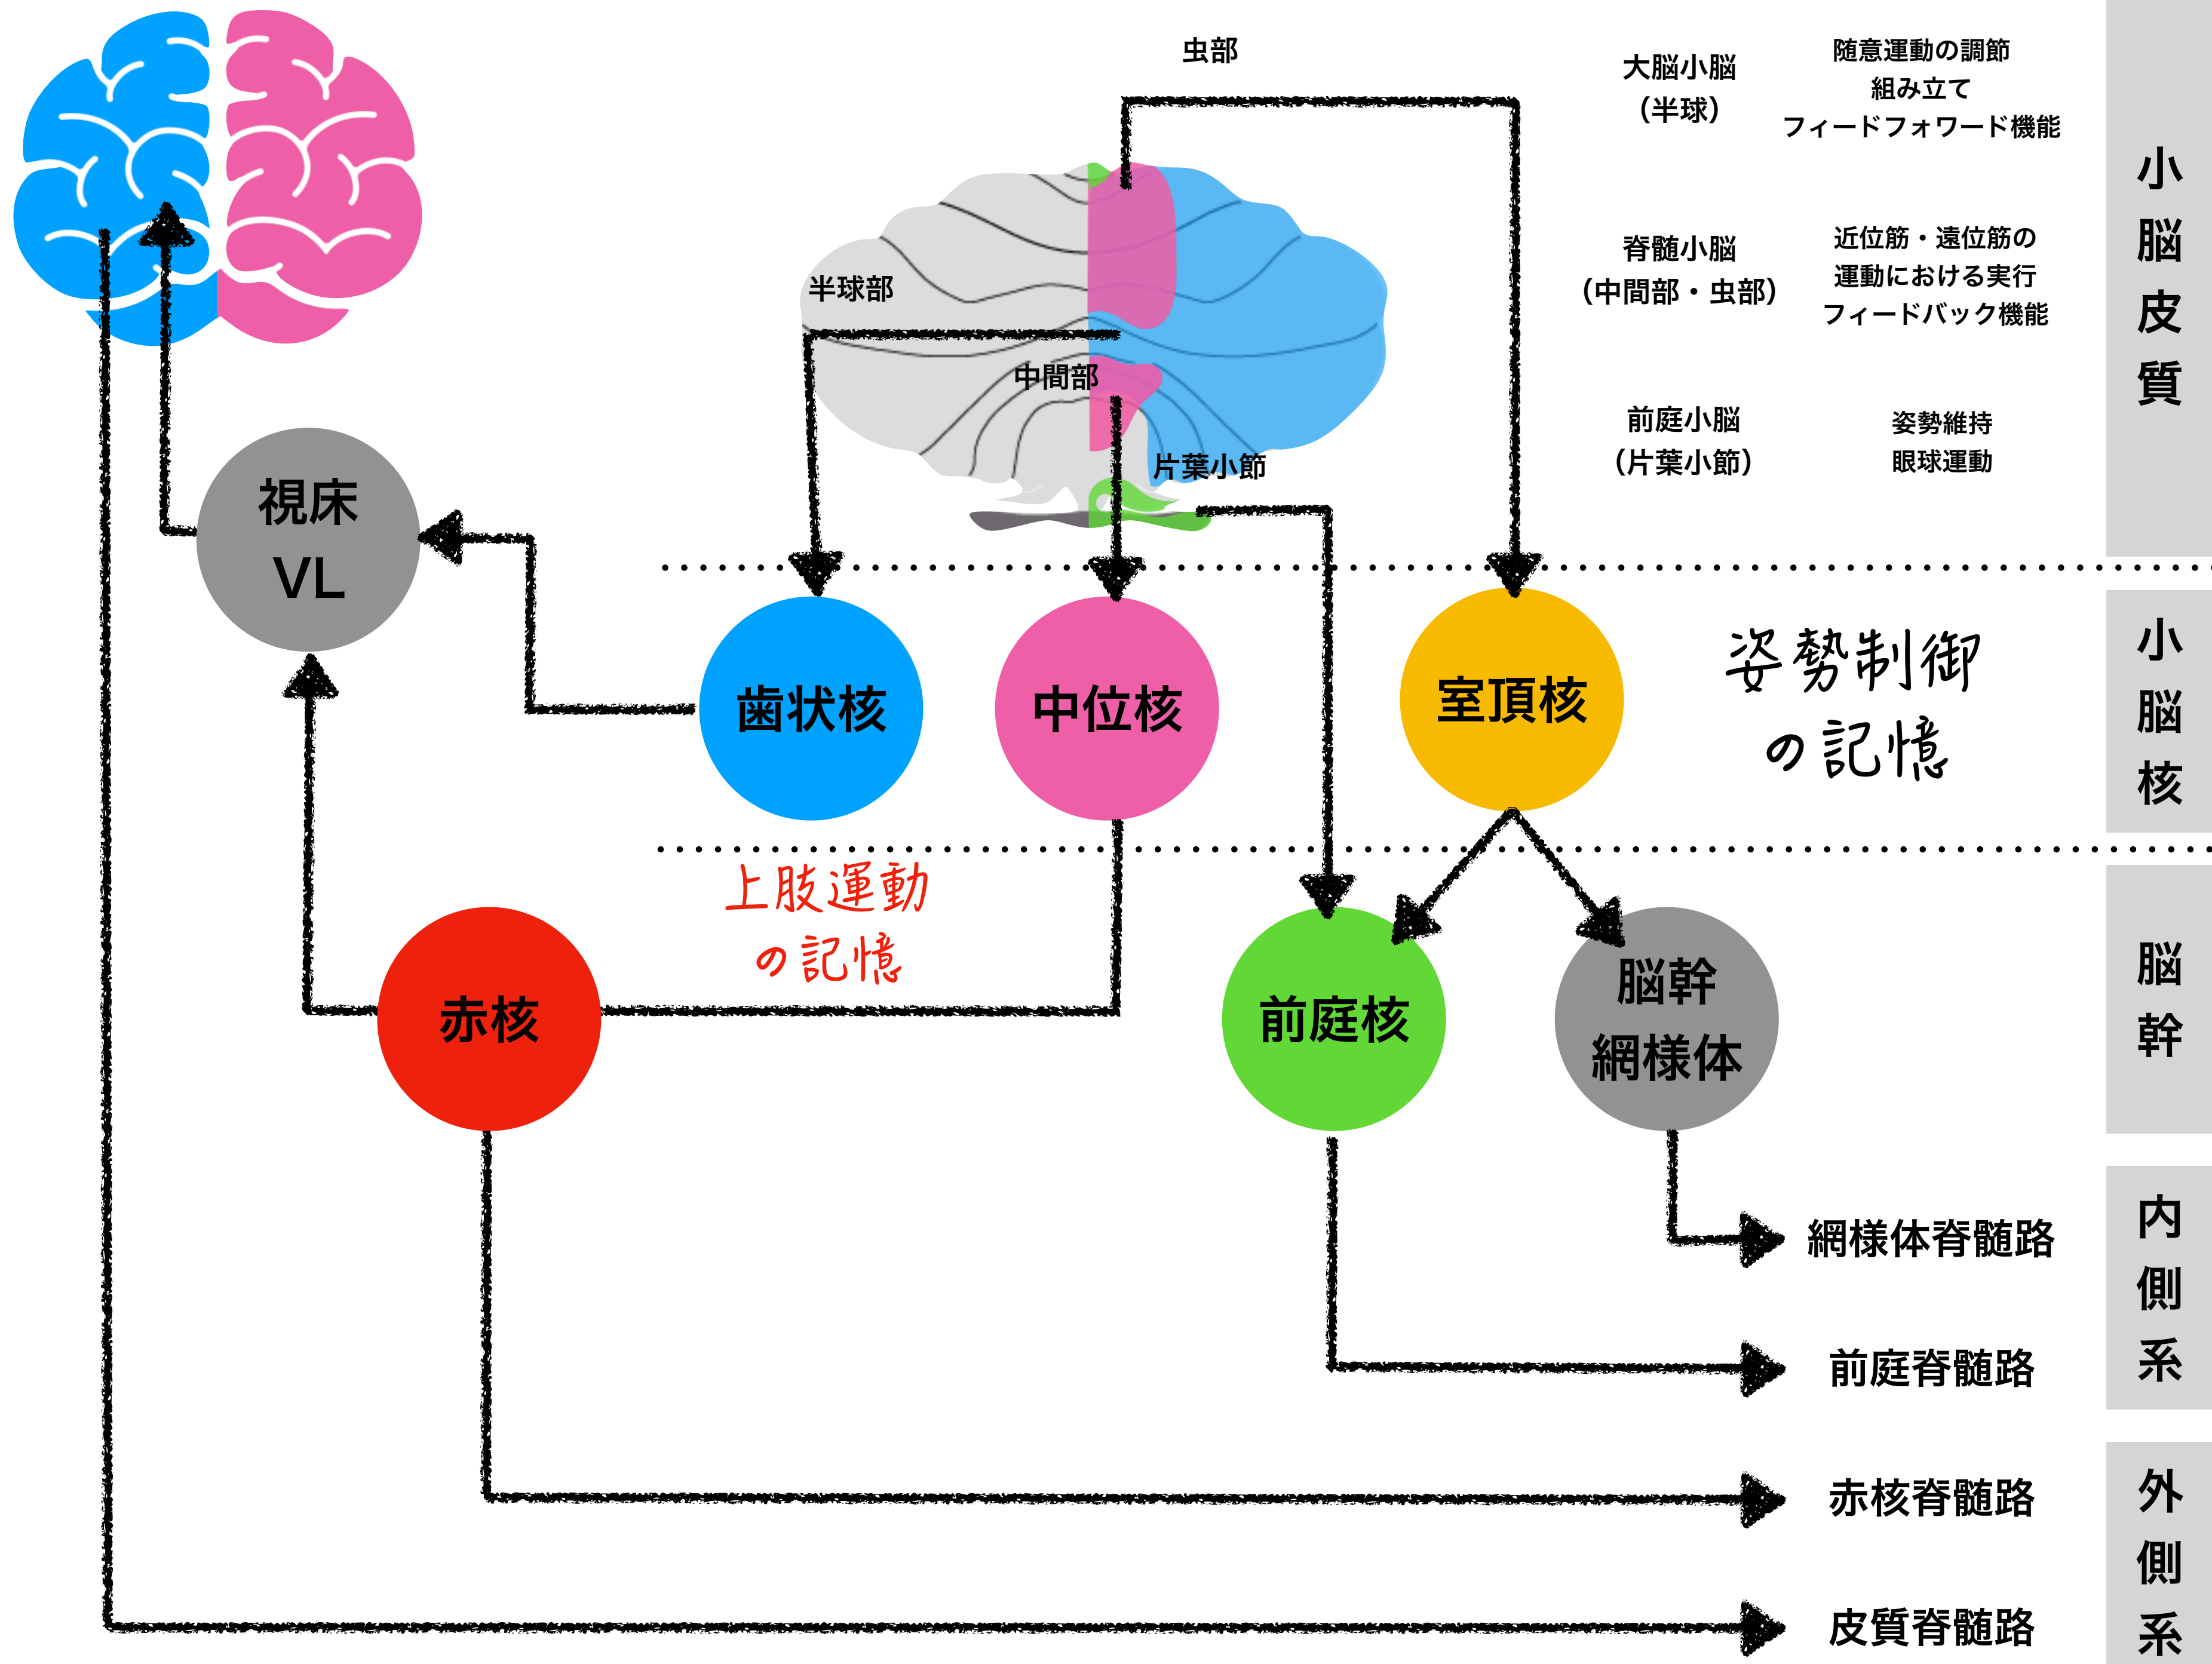 虫部
大脳小脳
（半球）
随意運動の調節
組み立て
フィードフォワード機能
脊髄小脳
（中間部・虫部）
近位筋・遠位筋の
運動における実行
フィードバック機能
前庭小脳
（片葉小節）
姿勢維持
眼球運動
小脳皮質
半球部
中間部
片葉小節
視床
VL
歯状核
中位核
室頂核
姿勢制御
の記憶
小脳核
上肢運動
の記憶
赤核
前庭核
脳幹
網様体
脳幹
網様体脊髄路
前庭脊髄路
内側系
赤核脊髄路
皮質脊髄路
外側系